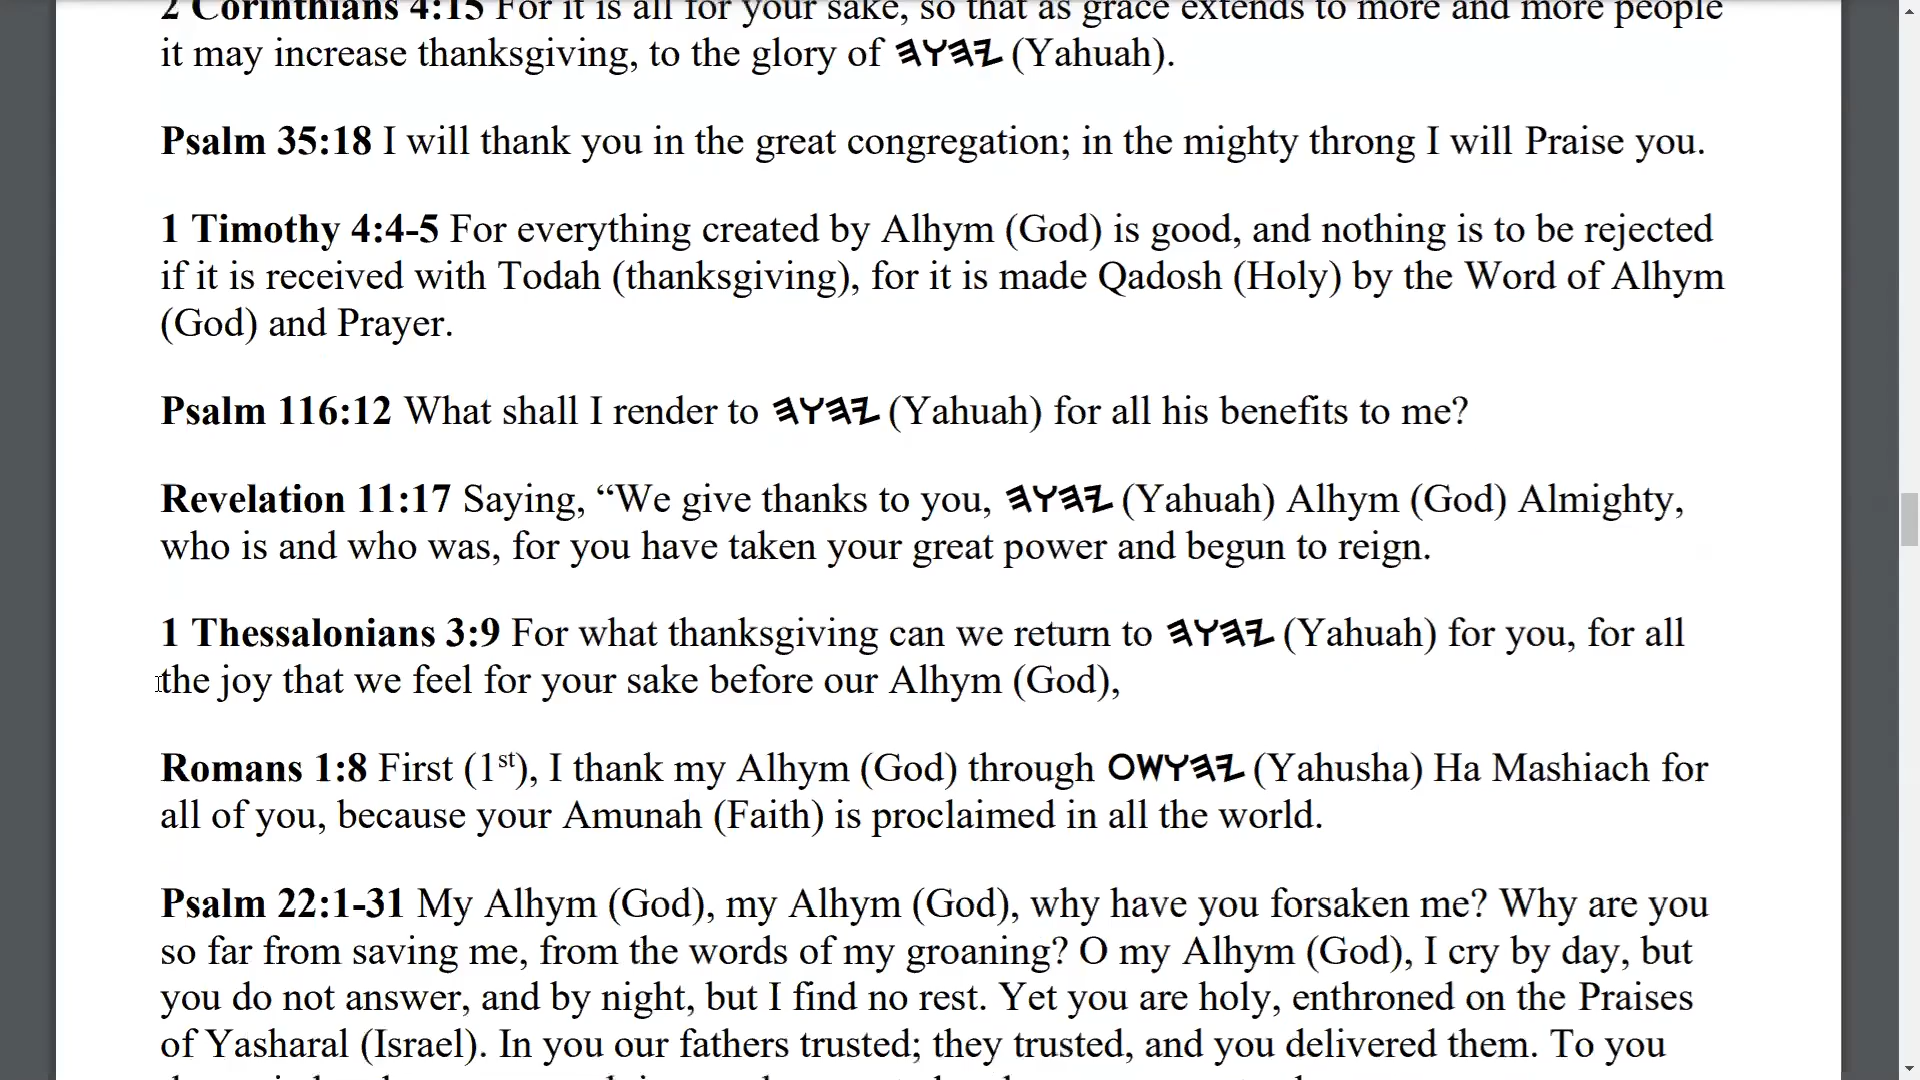 2 Corinthians 4:15 For it is all for your sake, so that as grace extends to more and more people
it may increase thanksgiving, to the glory of 𐤉𐤄𐤅𐤄 (Yahuah).
Psalm 35:18 I will thank you in the great congregation; in the mighty throng I will Praise you.
1 Timothy 4:4-5 For everything created by Alhym (God) is good, and nothing is to be rejected
if it is received with Todah (thanksgiving), for it is made Qadosh (Holy) by the Word of Alhym
(God) and Prayer.
Psalm 116:12 What shall I render to 𐤉𐤄𐤅𐤄 (Yahuah) for all his benefits to me?
Revelation 11:17 Saying, “We give thanks to you, 𐤉𐤄𐤅𐤄 (Yahuah) Alhym (God) Almighty,
who is and who was, for you have taken your great power and begun to reign.
1 Thessalonians 3:9 For what thanksgiving can we return to 𐤉𐤄𐤅𐤄 (Yahuah) for you, for all
the joy that we feel for your sake before our Alhym (God),
Romans 1:8 First (1st), I thank my Alhym (God) through 𐤉𐤄𐤅𐤔𐤏 (Yahusha) Ha Mashiach for
all of you, because your Amunah (Faith) is proclaimed in all the world.
Psalm 22:1-31 My Alhym (God), my Alhym (God), why have you forsaken me? Why are you
so far from saving me, from the words of my groaning? O my Alhym (God), I cry by day, but
you do not answer, and by night, but I find no rest. Yet you are holy, enthroned on the Praises
of Yasharal (Israel). In you our fathers trusted; they trusted, and you delivered them. To you